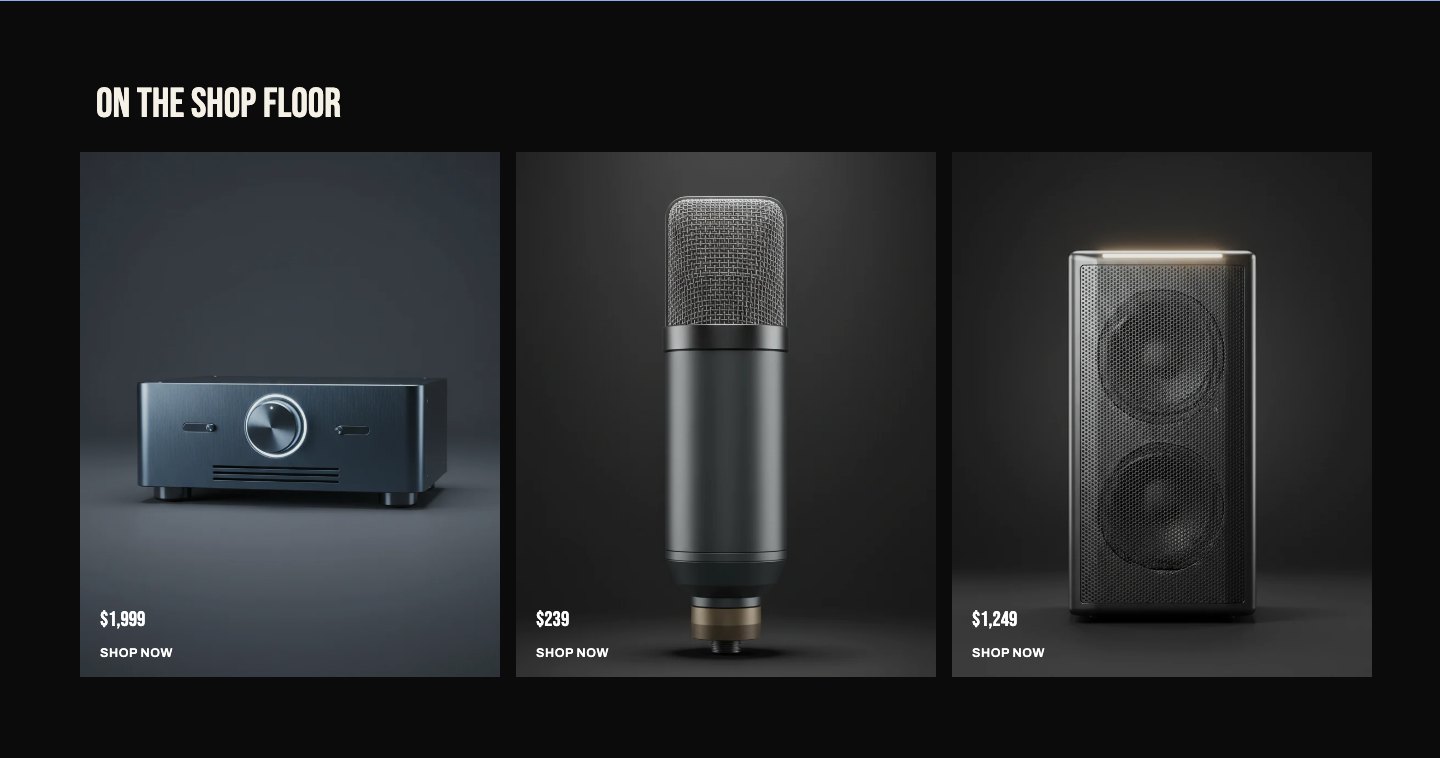 ON THE SHOP FLOOR
$1,999
SHOP NOW
$239
SHOP NOW
$1,249
SHOP NOW